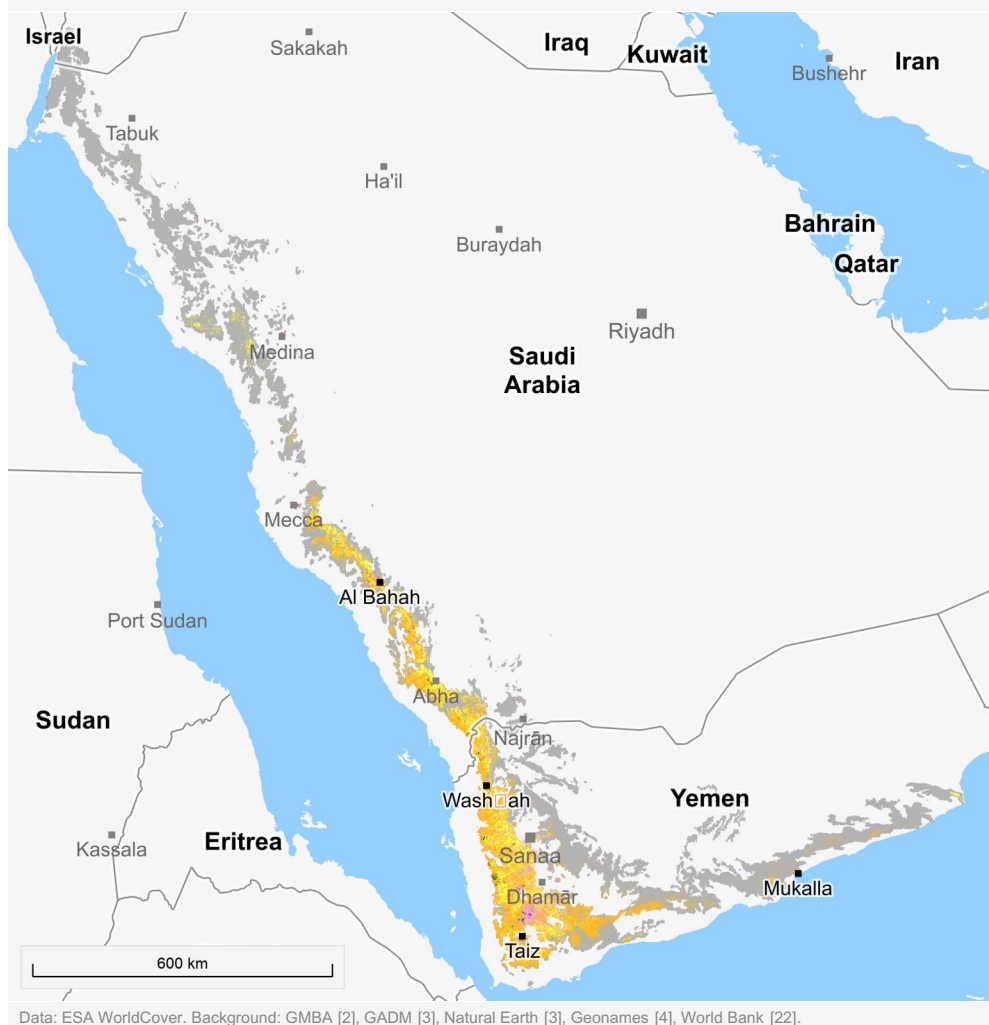 Israel
Sakakah
Iraq
Kuwait
Bushehr
Iran
Tabuk
Ha'il
Buraydah
Bahrain
Qatar
Riyadh
Medina
Saudi
Arabia
Mecca
Al Bahah
Port Sudan
Abha
Sudan
Najrān
Wash▯ah
Yemen
Kassala
Eritrea
Sanaa
Dhamār
Mukalla
Taiz
600 km
Data: ESA WorldCover. Background: GMBA [2], GADM [3], Natural Earth [3], Geonames [4], World Bank [22].